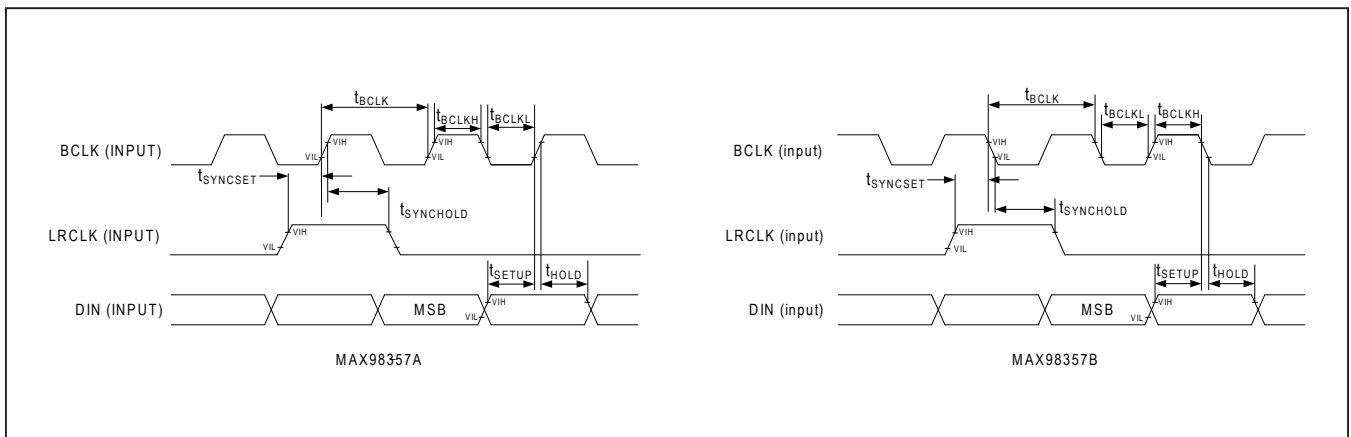 tBCLK
tBCLKH
tBCLKL
BCLK (INPUT)
VIH
VIL
VIL
tSYNCSET
tSYNCHOLD
LRCLK (INPUT)
VIH
VIL
tSETUP
tHOLD
DIN (INPUT)
MSB
VIH
VIL
MAX98357A
tBCLK
tBCLKL
tBCLKH
BCLK (input)
VIH
VIL
VIL
tSYNCSET
tSYNCHOLD
LRCLK (input)
VIH
VIL
tSETUP
tHOLD
DIN (input)
MSB
VIH
VIL
MAX98357B